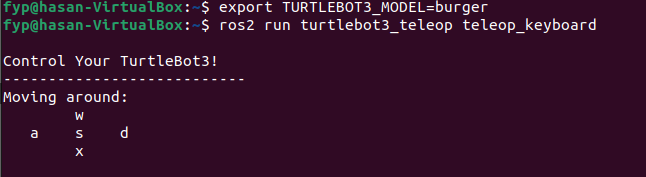 fyp@hasan-VirtualBox:~$ export TURTLEBOT3_MODEL=burger
fyp@hasan-VirtualBox:~$ ros2 run turtlebot3_teleop teleop_keyboard

Control Your TurtleBot3!
---------------------------
Moving around:
        w
   a    s    d
        x